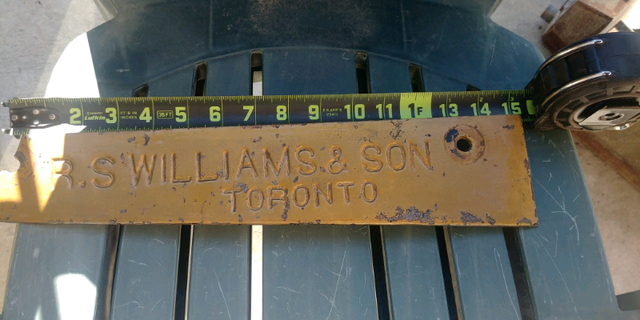 2 3 4 5 6 7 8 9 10 11 1F 13 14 15
R.S WILLIAMS & SON
TORONTO